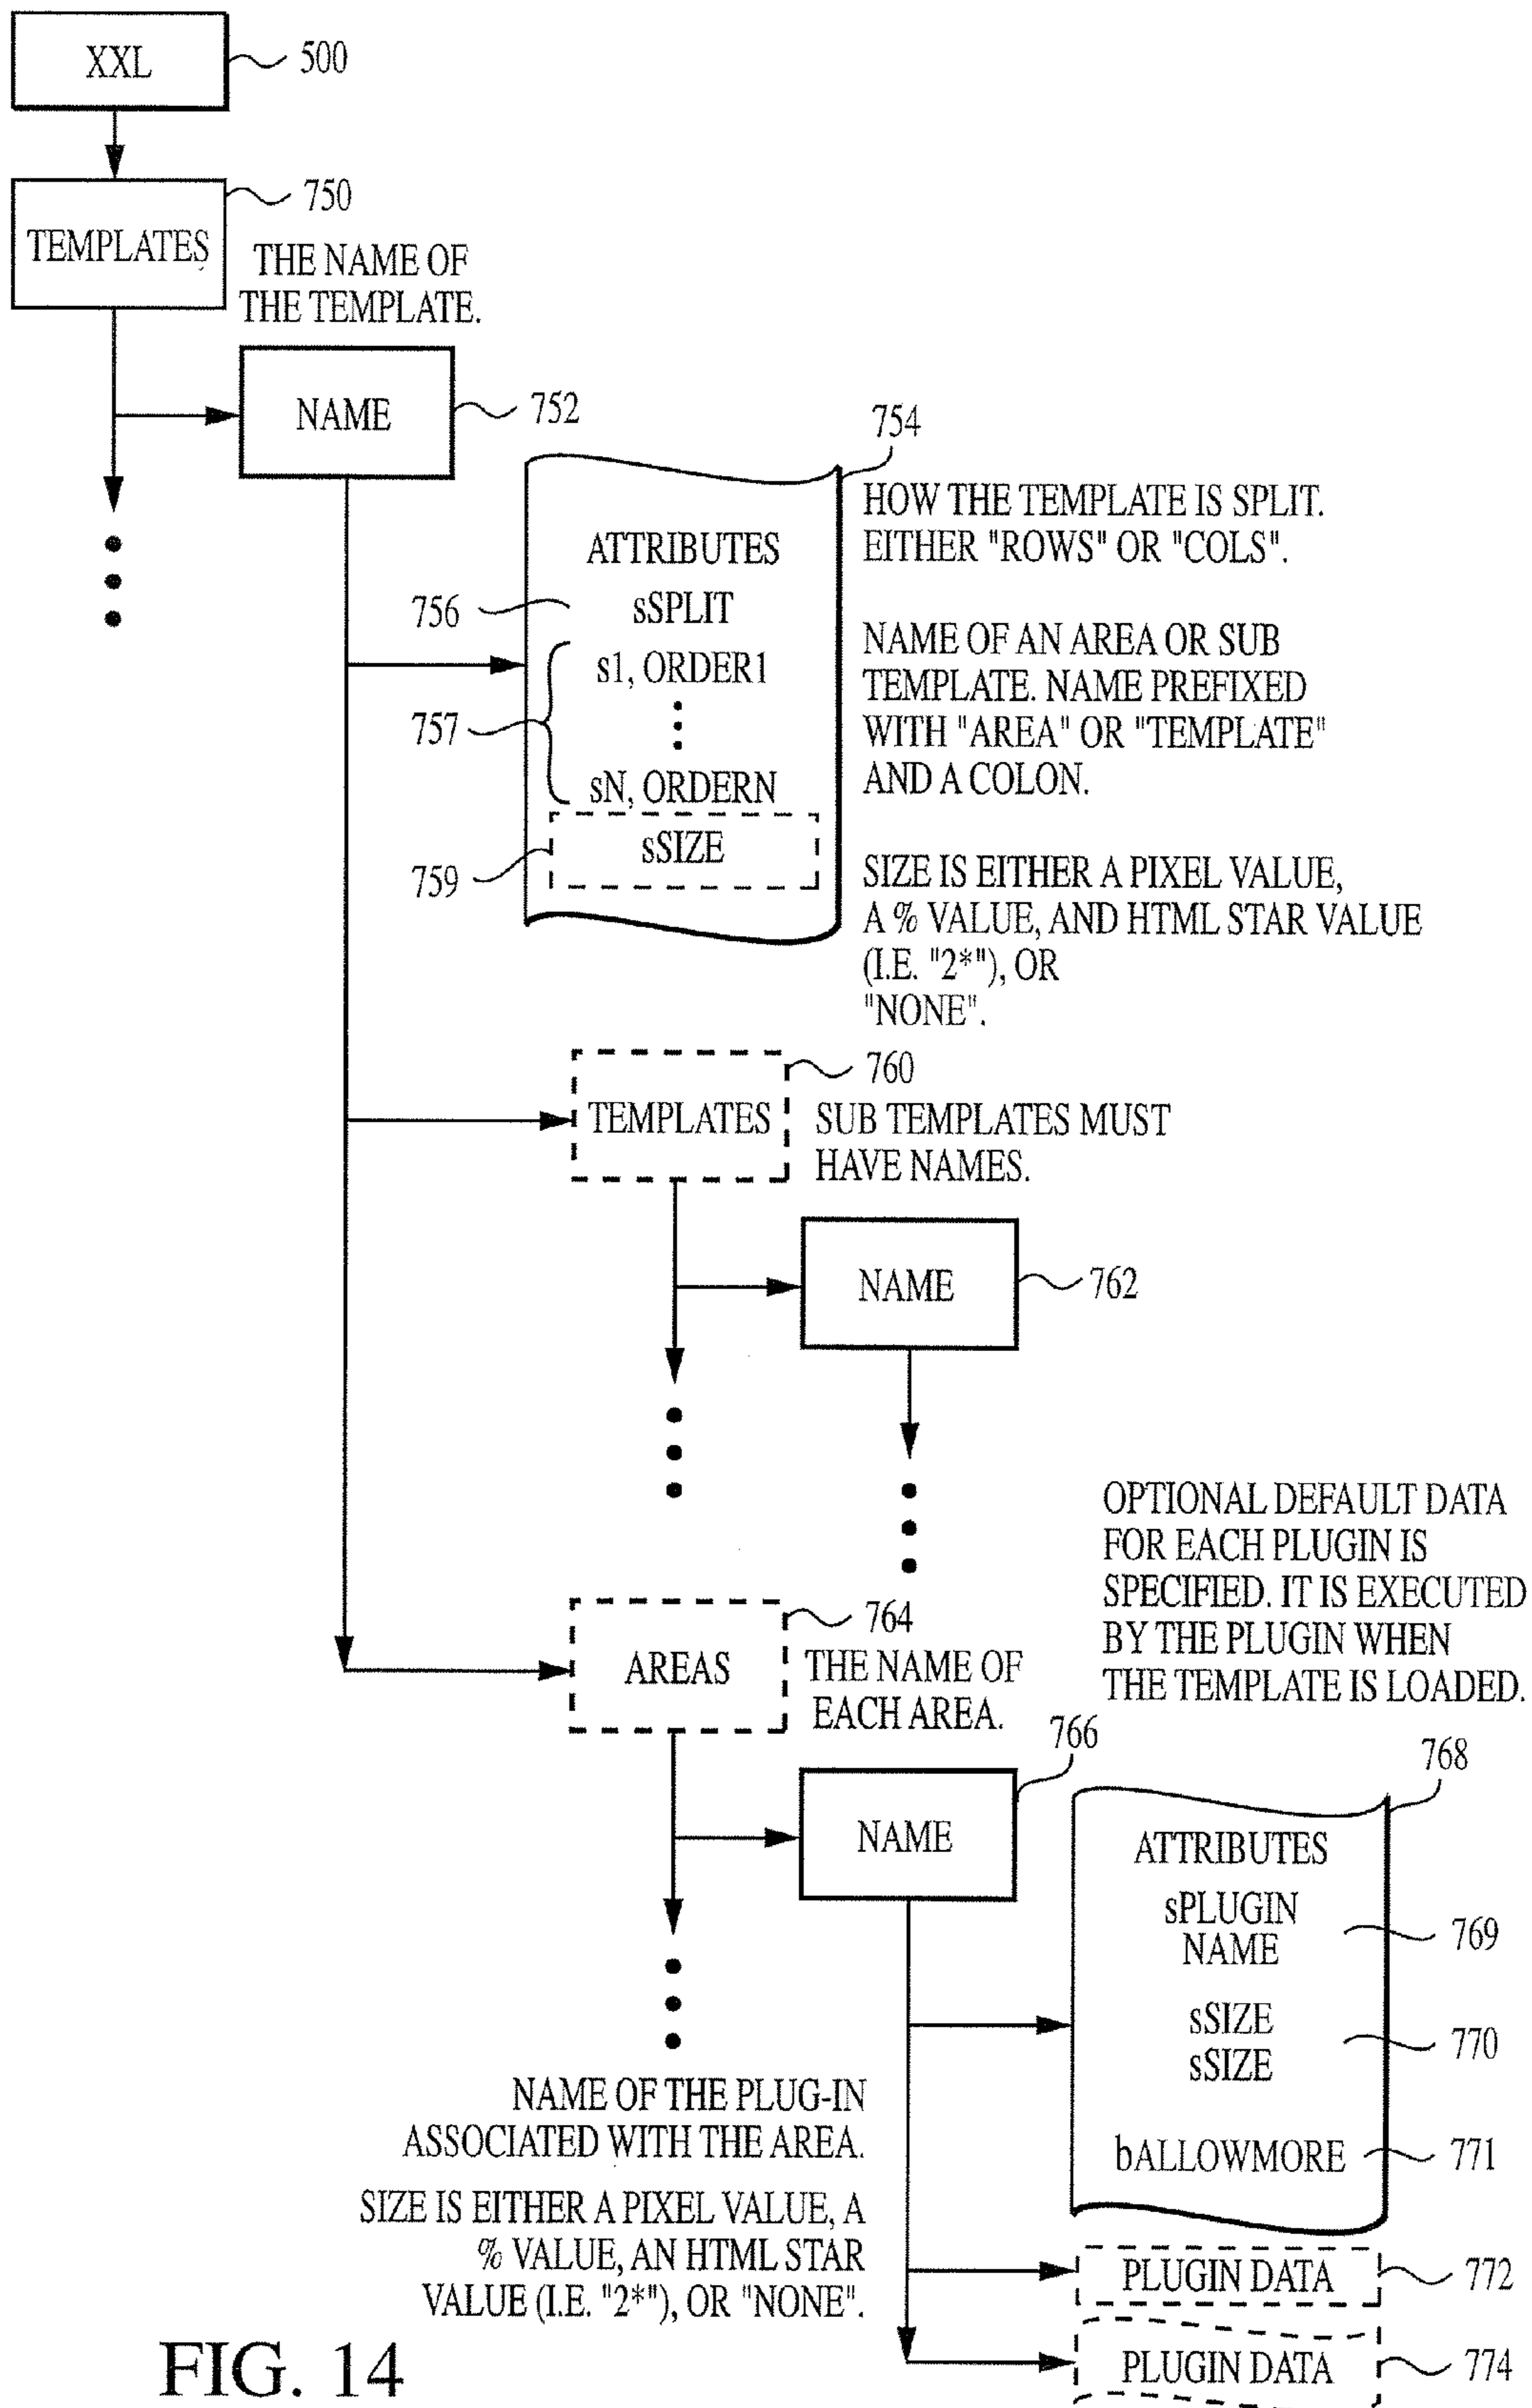 XXL
500
750
TEMPLATES
THE NAME OF
THE TEMPLATE.
NAME
752
754
HOW THE TEMPLATE IS SPLIT.
EITHER "ROWS" OR "COLS".
ATTRIBUTES
756
sSPLIT
NAME OF AN AREA OR SUB
TEMPLATE. NAME PREFIXED
WITH "AREA" OR "TEMPLATE"
AND A COLON.
s1, ORDER1
757
sN, ORDERN
sSIZE
759
SIZE IS EITHER A PIXEL VALUE,
A % VALUE, AND HTML STAR VALUE
(I.E. "2*"), OR
"NONE".
760
TEMPLATES
SUB TEMPLATES MUST
HAVE NAMES.
NAME
762
OPTIONAL DEFAULT DATA
FOR EACH PLUGIN IS
SPECIFIED. IT IS EXECUTED
BY THE PLUGIN WHEN
THE TEMPLATE IS LOADED.
764
AREAS
THE NAME OF
EACH AREA.
766
768
NAME
ATTRIBUTES
sPLUGIN
NAME
769
sSIZE
sSIZE
770
bALLOWMORE
771
NAME OF THE PLUG-IN
ASSOCIATED WITH THE AREA.
SIZE IS EITHER A PIXEL VALUE, A
% VALUE, AN HTML STAR
VALUE (I.E. "2*"), OR "NONE".
PLUGIN DATA
772
PLUGIN DATA
774
FIG. 14